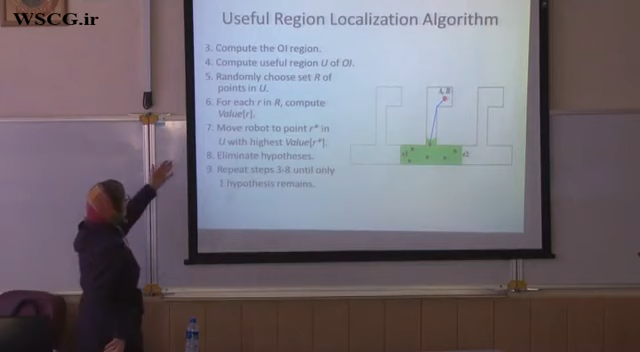 WSCG.ir
Useful Region Localization Algorithm
3. Compute the OI region.
4. Compute useful region U of OI.
5. Randomly choose set R of
points in U.
6. For each r in R, compute
Value[r].
7. Move robot to point r* in
U with highest Value[r*].
8. Eliminate hypotheses.
9. Repeat steps 3-8 until only
1 hypothesis remains.